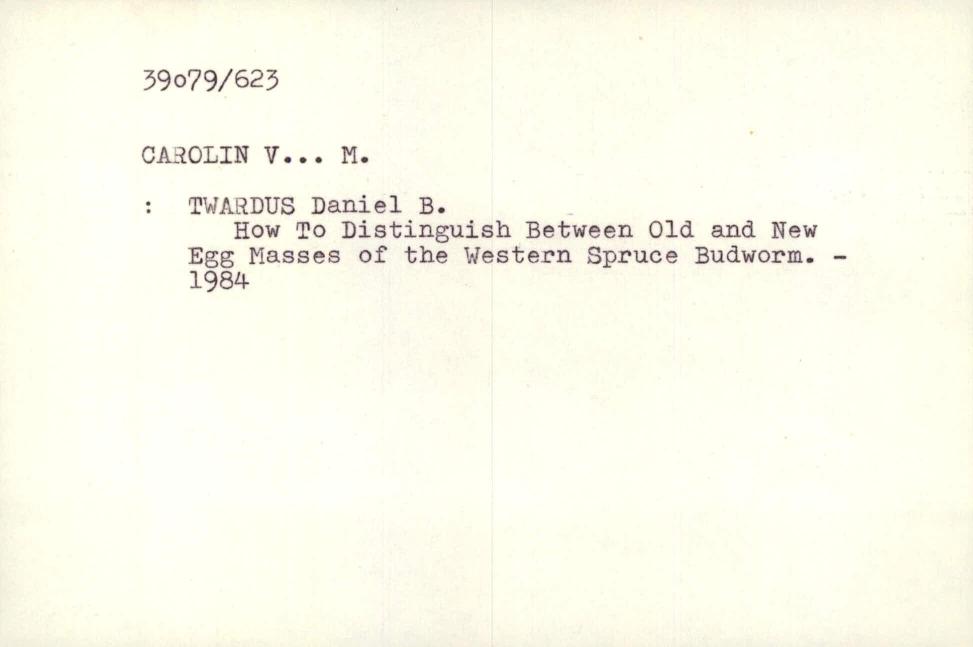 39o79/623
CAROLIN V... M.
: TWARDUS Daniel B.
How To Distinguish Between Old and New
Egg Masses of the Western Spruce Budworm. -
1984